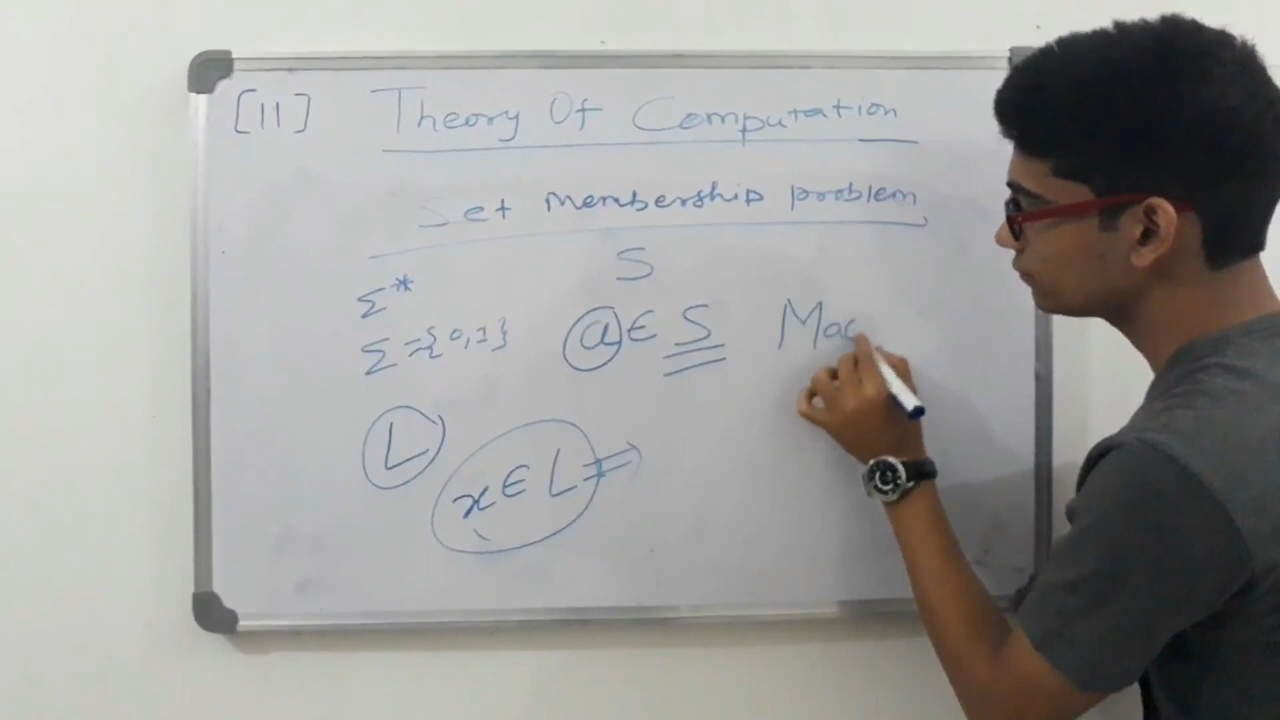 [11] Theory Of Computation
Set Membership problem
S
Σ*
Σ={0,1}
a∈S Mac
L
x∈L⇒